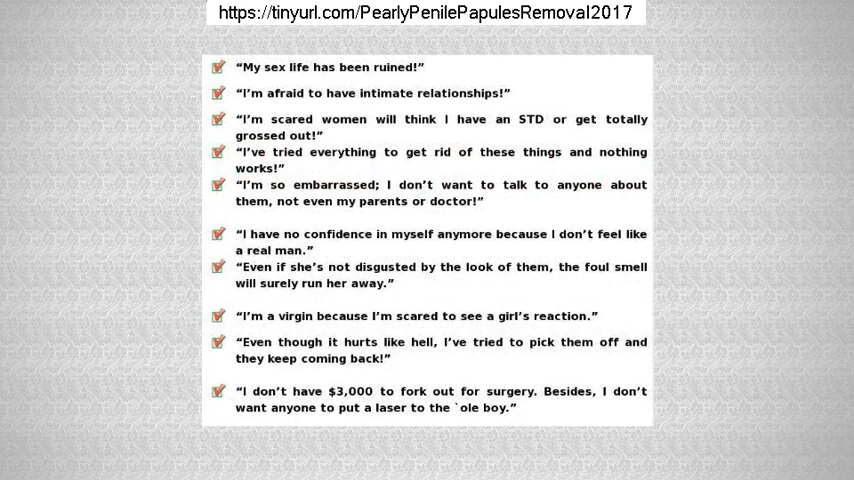 https://tinyurl.com/PearlyPenilePapulesRemoval2017
“My sex life has been ruined!”
“I’m afraid to have intimate relationships!”
“I’m scared women will think I have an STD or get totally
grossed out!”
“I’ve tried everything to get rid of these things and nothing
works!”
“I’m so embarrassed; I don’t want to talk to anyone about
them, not even my parents or doctor!”
“I have no confidence in myself anymore because I don’t feel like
a real man.”
“Even if she’s not disgusted by the look of them, the foul smell
will surely run her away.”
“I’m a virgin because I’m scared to see a girl’s reaction.”
“Even though it hurts like hell, I’ve tried to pick them off and
they keep coming back!”
“I don’t have $3,000 to fork out for surgery. Besides, I don’t
want anyone to put a laser to the `ole boy.”